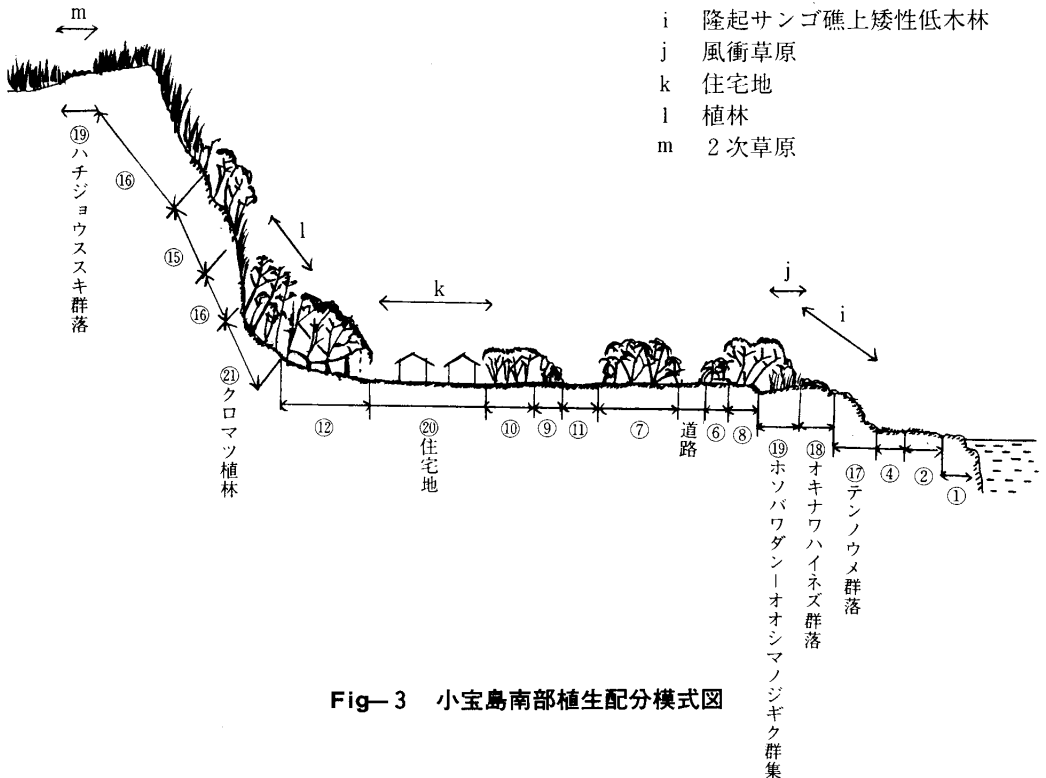 m
i 隆起サンゴ礁上矮性低木林
j 風衝草原
k 住宅地
l 植林
m 2次草原
⑲ハチジョウススキ群落
⑯
⑮
⑯
㉑クロマツ植林
l
k
j
i
⑫
⑳住宅地
⑩
⑨
⑪
⑦
道路
⑥
⑧
⑲ホソバワダン—オオシマノジギク群集
⑱オキナワハイネズ群落
⑰テンノウメ群落
④
②
①
Fig—3 小宝島南部植生配分模式図